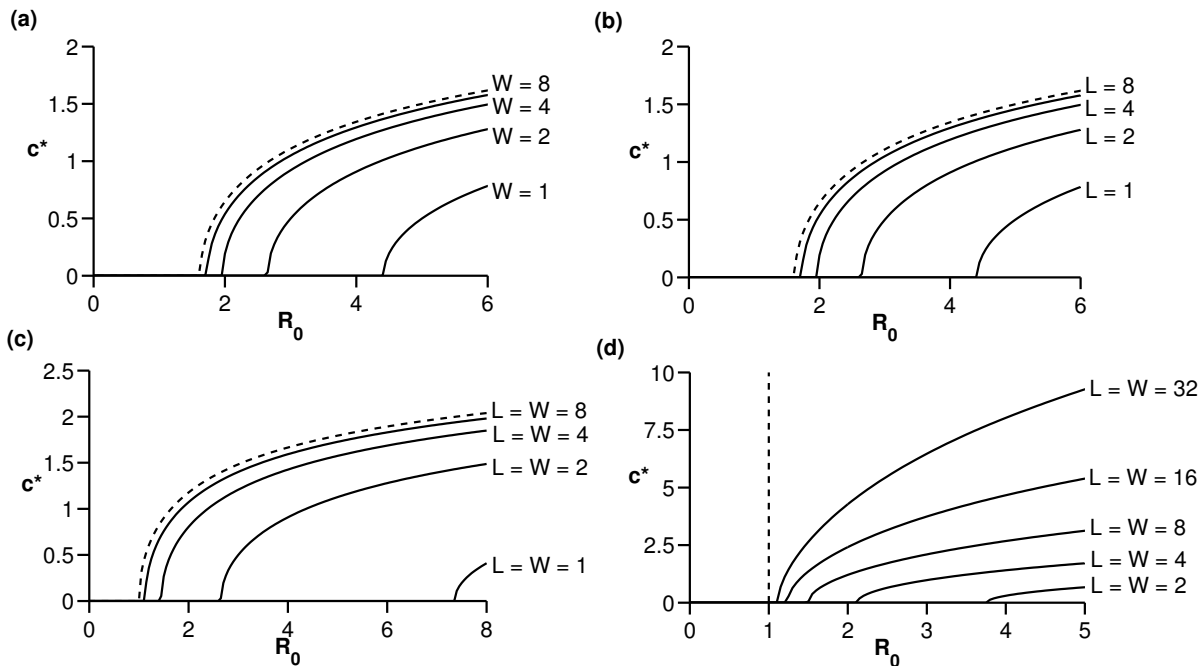 (a)
2
1.5
1
0.5
0
c*
0
2
4
6
R0
W = 8
W = 4
W = 2
W = 1
(b)
2
1.5
1
0.5
0
c*
0
2
4
6
R0
L = 8
L = 4
L = 2
L = 1
(c)
2.5
2
1.5
1
0.5
0
c*
0
2
4
6
8
R0
L = W = 8
L = W = 4
L = W = 2
L = W = 1
(d)
10
7.5
5
2.5
0
c*
0
1
2
3
4
5
R0
L = W = 32
L = W = 16
L = W = 8
L = W = 4
L = W = 2